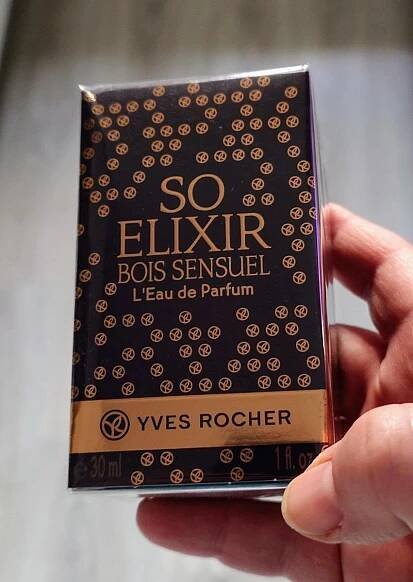 SO
ELIXIR
BOIS SENSUEL
L'Eau de Parfum
YVES ROCHER
30 ml 1 fl. oz